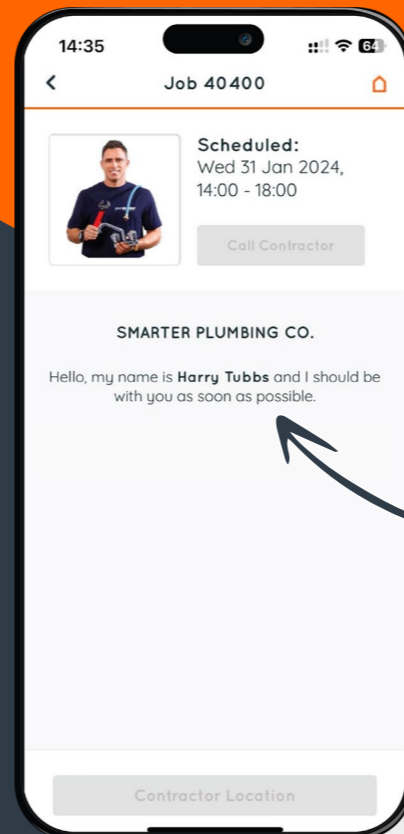 14:35
64
Job 40400
Scheduled:
Wed 31 Jan 2024,
14:00 - 18:00
Call Contractor
SMARTER PLUMBING CO.
Hello, my name is Harry Tubbs and I should be
with you as soon as possible.
Contractor Location